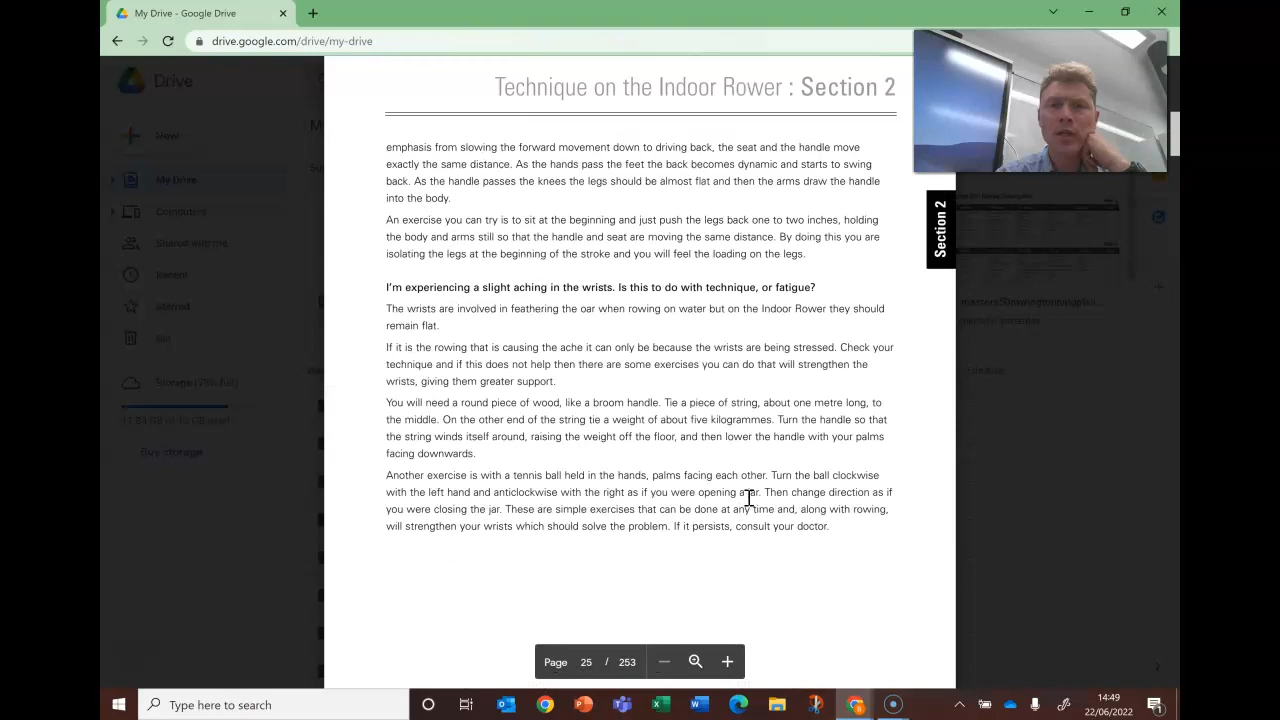 My Drive - Google Drive
drive.google.com/drive/my-drive
Drive
Technique on the Indoor Rower : Section 2
New
My Drive
Computers
Shared with me
Recent
Starred
Bin
Storage (79% full)
Buy storage
emphasis from slowing the forward movement down to driving back, the seat and the handle move
exactly the same distance. As the hands pass the feet the back becomes dynamic and starts to swing
back. As the handle passes the knees the legs should be almost flat and then the arms draw the handle
into the body.
An exercise you can try is to sit at the beginning and just push the legs back one to two inches, holding
the body and arms still so that the handle and seat are moving the same distance. By doing this you are
isolating the legs at the beginning of the stroke and you will feel the loading on the legs.
I'm experiencing a slight aching in the wrists. Is this to do with technique, or fatigue?
The wrists are involved in feathering the oar when rowing on water but on the Indoor Rower they should
remain flat.
If it is the rowing that is causing the ache it can only be because the wrists are being stressed. Check your
technique and if this does not help then there are some exercises you can do that will strengthen the
wrists, giving them greater support.
You will need a round piece of wood, like a broom handle. Tie a piece of string, about one metre long, to
the middle. On the other end of the string tie a weight of about five kilogrammes. Turn the handle so that
the string winds itself around, raising the weight off the floor, and then lower the handle with your palms
facing downwards.
Another exercise is with a tennis ball held in the hands, palms facing each other. Turn the ball clockwise
with the left hand and anticlockwise with the right as if you were opening a jar. Then change direction as if
you were closing the jar. These are simple exercises that can be done at any time and, along with rowing,
will strengthen your wrists which should solve the problem. If it persists, consult your doctor.
Section 2
Page 25 / 253
Type here to search
14:49
22/06/2022